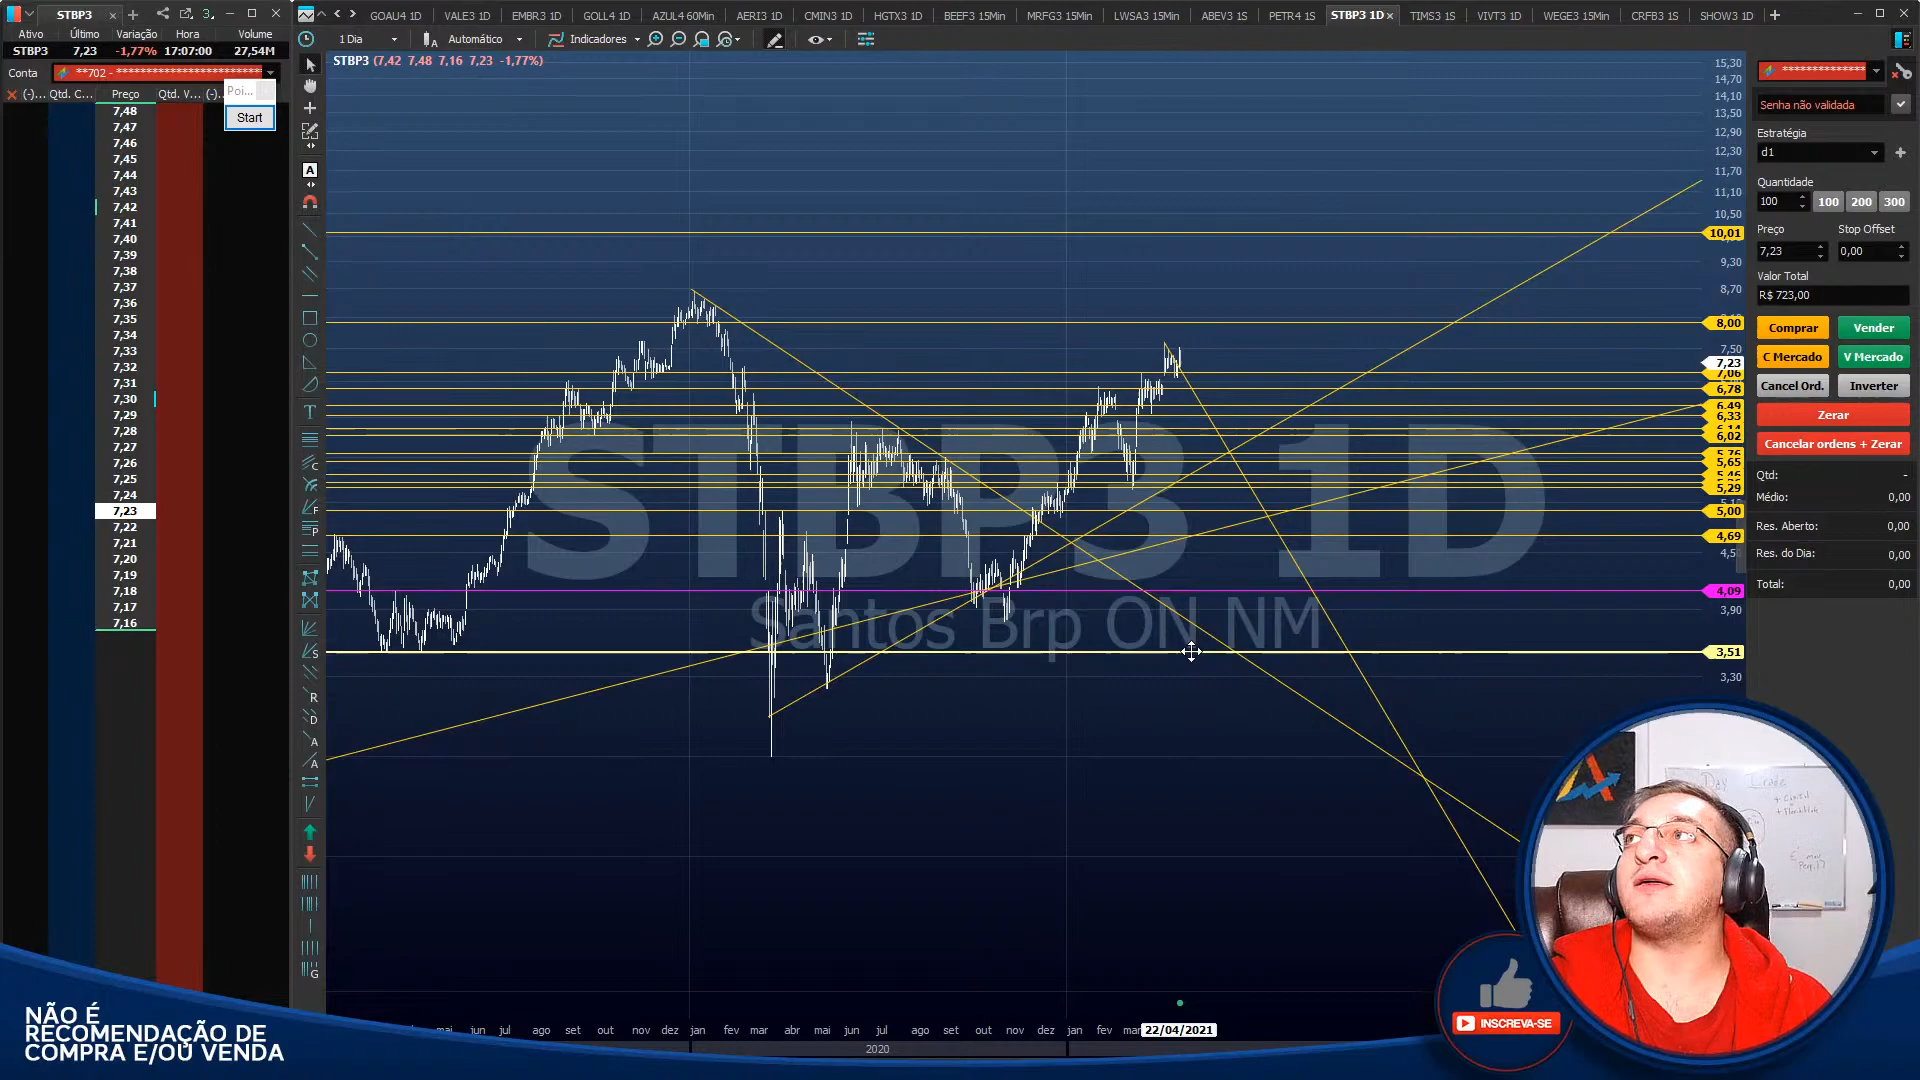 STBP3
Ativo Último Variação Hora Volume
STBP3 7,23 -1,77% 17:07:00 27,54M
Conta **702 - ************************
(-)... Qtd. C... Preço Qtd. V... (-)...
Poi...
Start
7,48
7,47
7,46
7,45
7,44
7,43
7,42
7,41
7,40
7,39
7,38
7,37
7,36
7,35
7,34
7,33
7,32
7,31
7,30
7,29
7,28
7,27
7,26
7,25
7,24
7,23
7,22
7,21
7,20
7,19
7,18
7,17
7,16
GOAU4 1D VALE3 1D EMBR3 1D GOLL4 1D AZUL4 60Min AERI3 1D CMIN3 1D HGTX3 1D BEEF3 15Min MRFG3 15Min LWSA3 15Min ABEV3 1S PETR4 1S STBP3 1D TIMS3 1S VIVT3 1D WEGE3 15Min CRFB3 1S SHOW3 1D
1 Dia Automático Indicadores
STBP3 (7,42 7,48 7,16 7,23 -1,77%)
STBP3 1D
Santos Brp ON NM
15,30
14,70
14,10
13,50
12,90
12,30
11,70
11,10
10,50
10,01
9,30
8,70
8,00
7,50
7,23
7,06
6,78
6,49
6,33
6,02
5,65
5,29
5,00
4,69
4,09
3,90
3,51
3,30
mai jun jul ago set out nov dez jan fev mar abr mai jun jul ago set out nov dez jan fev mar 22/04/2021
2020
Senha não validada
Estratégia
d1
Quantidade
100 100 200 300
Preço Stop Offset
7,23 0,00
Valor Total
R$ 723,00
Comprar Vender
C Mercado V Mercado
Cancel Ord. Inverter
Zerar
Cancelar ordens + Zerar
Qtd: -
Médio: 0,00
Res. Aberto: 0,00
Res. do Dia: 0,00
Total: 0,00
Day Trade
+ Capital
INSCREVA-SE
NÃO É
RECOMENDAÇÃO DE
COMPRA E/OU VENDA